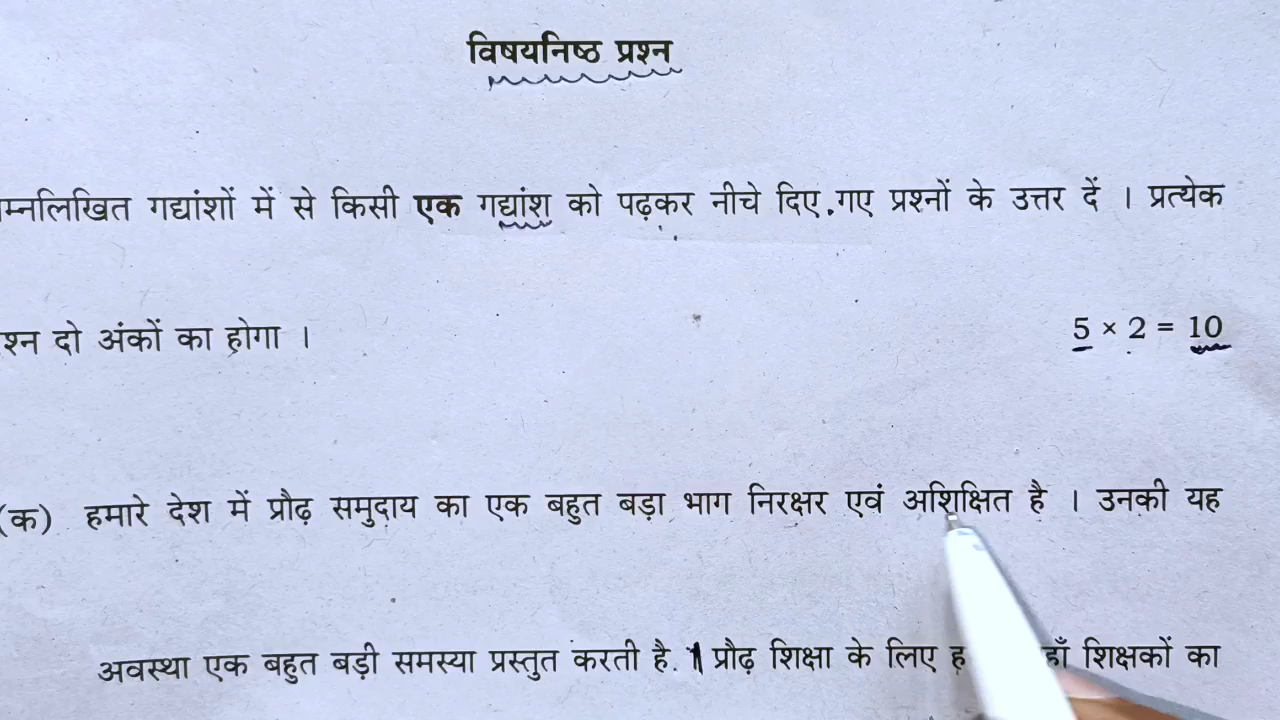 विषयनिष्ठ प्रश्न
गद्यांशों में से किसी एक गद्यांश को पढ़कर नीचे दिए गए प्रश्नों के उत्तर दें । प्रत्येक
दो अंकों का होगा ।
5 × 2 = 10
(क) हमारे देश में प्रौढ़ समुदाय का एक बहुत बड़ा भाग निरक्षर एवं अशिक्षित है । उनकी यह
अवस्था एक बहुत बड़ी समस्या प्रस्तुत करती है । प्रौढ़ शिक्षा के लिए शिक्षकों का